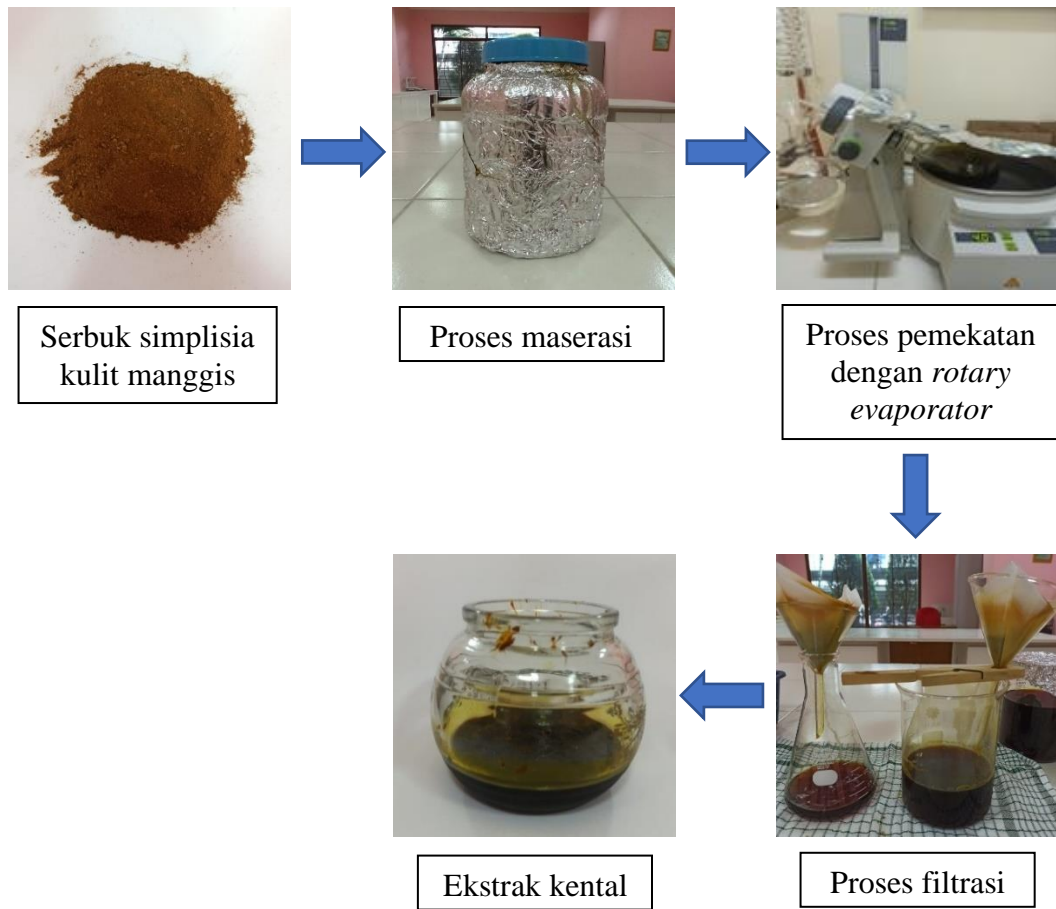 Serbuk simplisia
kulit manggis
Proses maserasi
Proses pemekatan
dengan rotary
evaporator
Proses filtrasi
Ekstrak kental